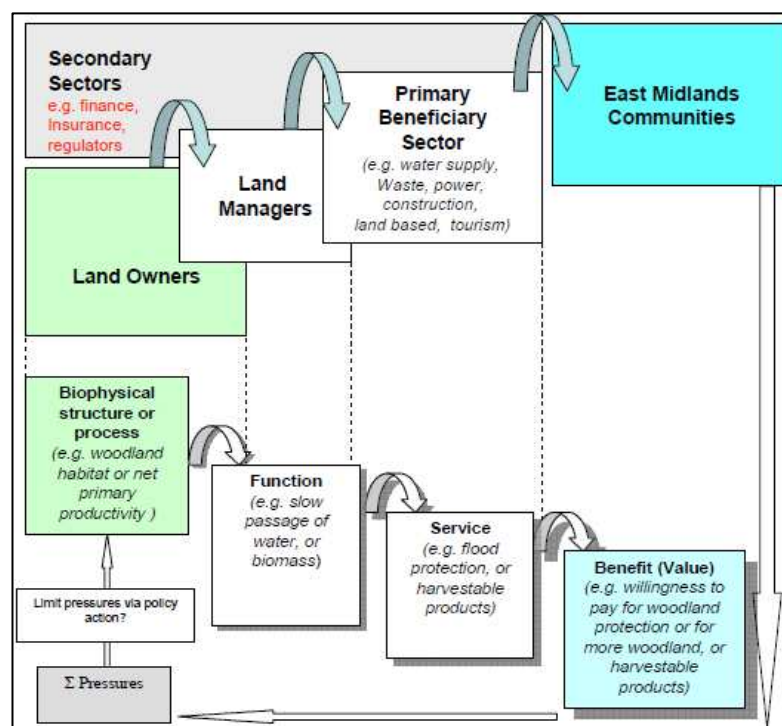 Secondary
Sectors
e.g. finance,
Insurance,
regulators
Land Owners
Land
Managers
Primary
Beneficiary
Sector
(e.g. water supply,
Waste, power,
construction,
land based, tourism)
East Midlands
Communities
Biophysical
structure or
process
(e.g. woodland
habitat or net
primary
productivity )
Function
(e.g. slow
passage of
water, or
biomass)
Service
(e.g. flood
protection, or
harvestable
products)
Benefit (Value)
(e.g. willingness to
pay for woodland
protection or for
more woodland, or
harvestable
products)
Limit pressures via policy
action?
Σ Pressures